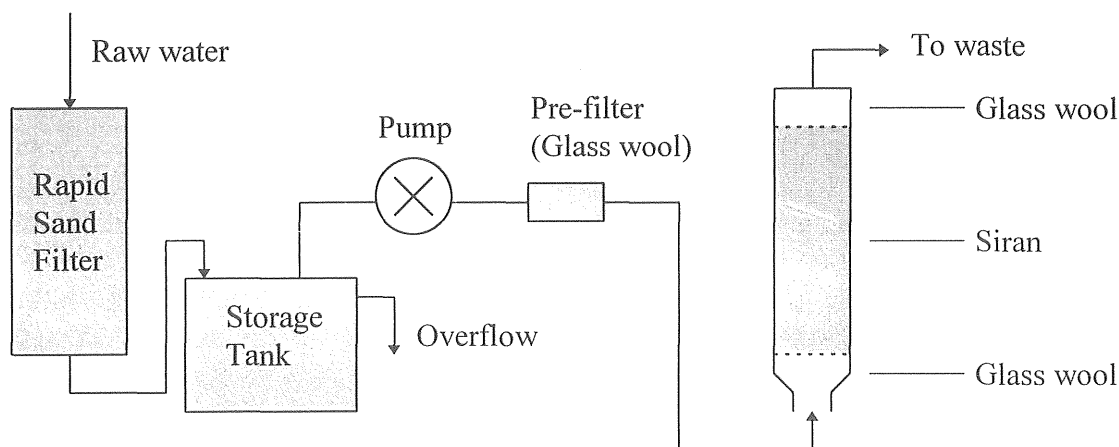 Raw water
To waste
Glass wool
Pump
Pre-filter
(Glass wool)
Rapid
Sand
Filter
Siran
Storage
Tank
Overflow
Glass wool